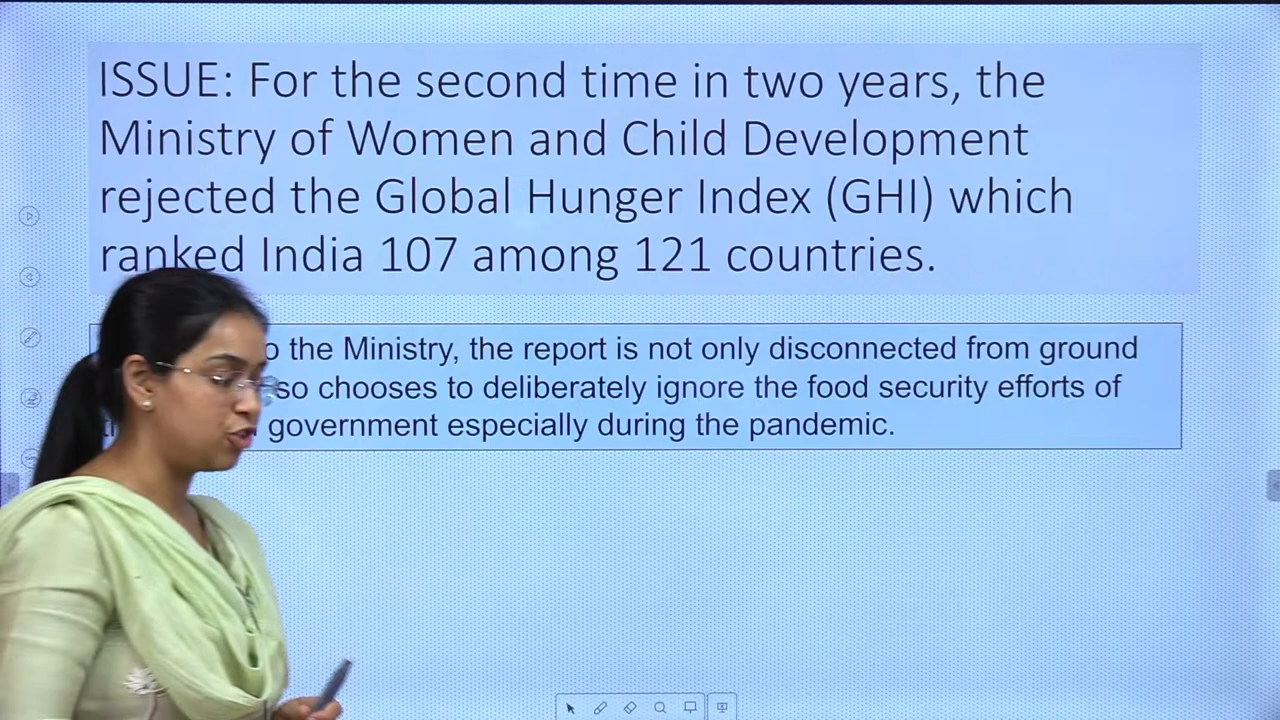 ISSUE: For the second time in two years, the
Ministry of Women and Child Development
rejected the Global Hunger Index (GHI) which
ranked India 107 among 121 countries.
the Ministry, the report is not only disconnected from ground
chooses to deliberately ignore the food security efforts of
government especially during the pandemic.